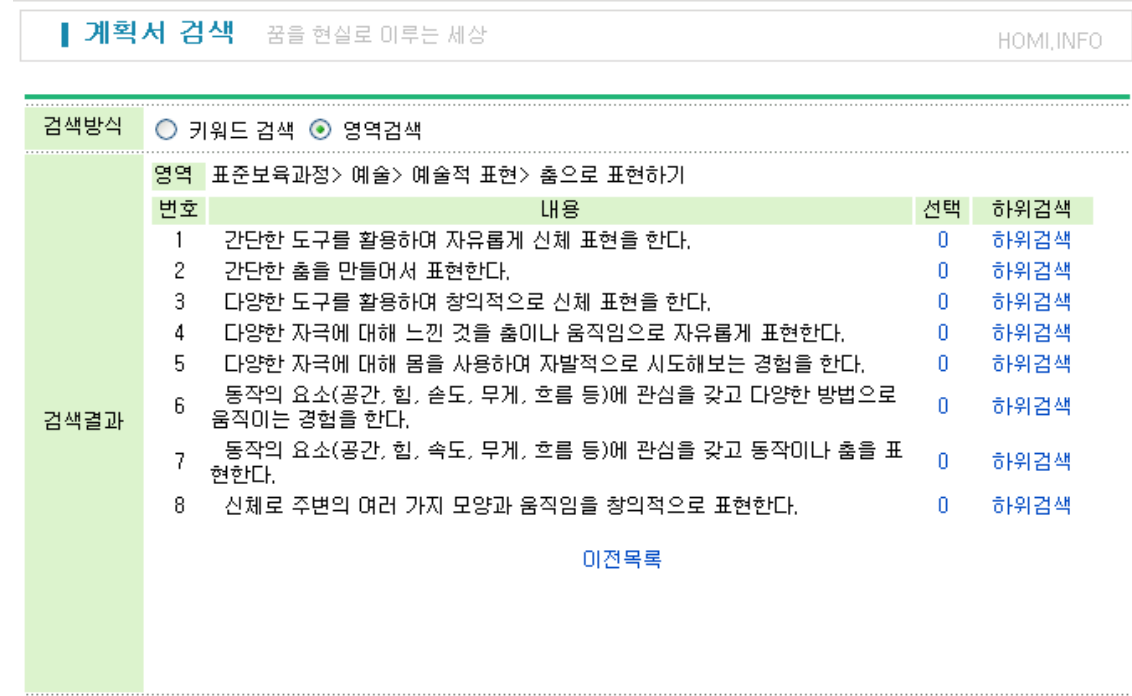 계획서 검색 꿈을 현실로 이루는 세상 HOMI.INFO
검색방식 키워드 검색 영역검색
영역 표준보육과정> 예술> 예술적 표현> 춤으로 표현하기
번호 내용 선택 하위검색
1 간단한 도구를 활용하여 자유롭게 신체 표현을 한다. 0 하위검색
2 간단한 춤을 만들어서 표현한다. 0 하위검색
3 다양한 도구를 활용하여 창의적으로 신체 표현을 한다. 0 하위검색
4 다양한 자극에 대해 느낀 것을 춤이나 움직임으로 자유롭게 표현한다. 0 하위검색
5 다양한 자극에 대해 몸을 사용하여 자발적으로 시도해보는 경험을 한다. 0 하위검색
6 동작의 요소(공간, 힘, 솓도, 무게, 흐름 등)에 관심을 갖고 다양한 방법으로
움직이는 경험을 한다. 0 하위검색
검색결과
7 동작의 요소(공간, 힘, 속도, 무게, 흐름 등)에 관심을 갖고 동작이나 춤을 표
현한다. 0 하위검색
8 신체로 주변의 여러 가지 모양과 움직임을 창의적으로 표현한다. 0 하위검색
이전목록